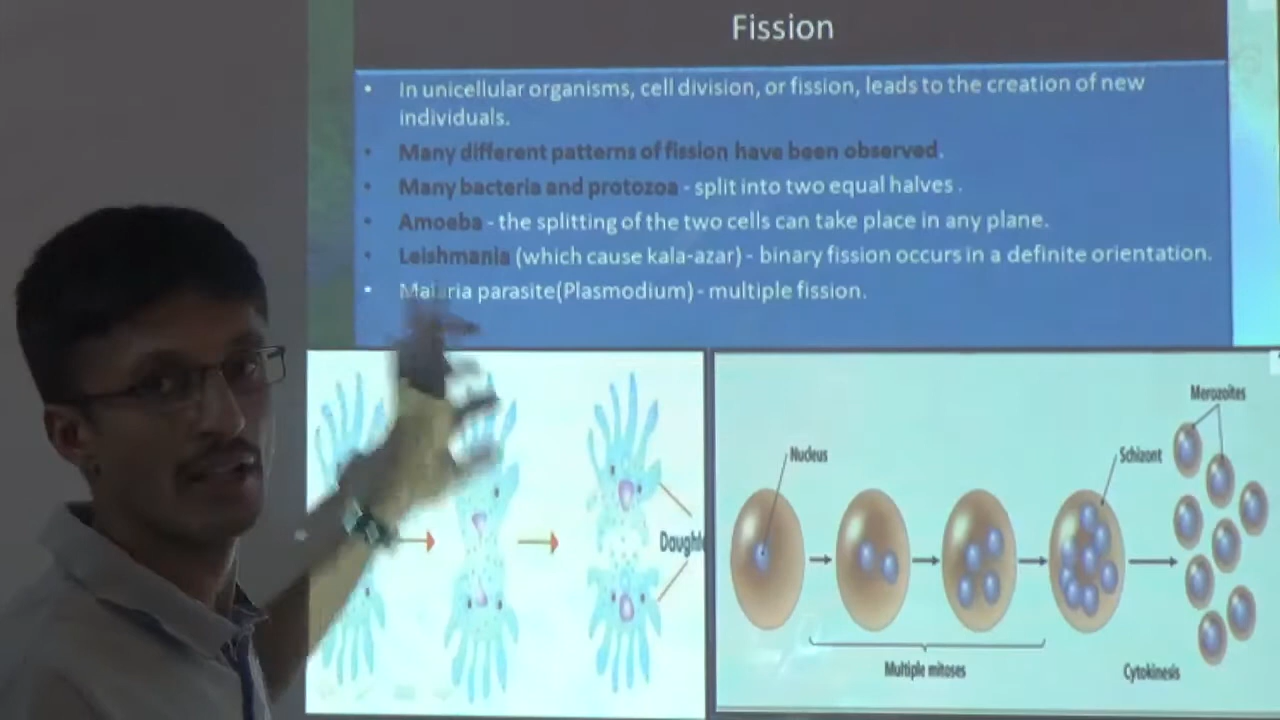 Fission
• In unicellular organisms, cell division, or fission, leads to the creation of new
individuals.
• Many different patterns of fission have been observed.
• Many bacteria and protozoa - split into two equal halves .
• Amoeba - the splitting of the two cells can take place in any plane.
• Leishmania (which cause kala-azar) - binary fission occurs in a definite orientation.
• Malaria parasite(Plasmodium) - multiple fission.
Daught
Nucleus
Schizont
Merozoites
Multiple mitoses
Cytokinesis